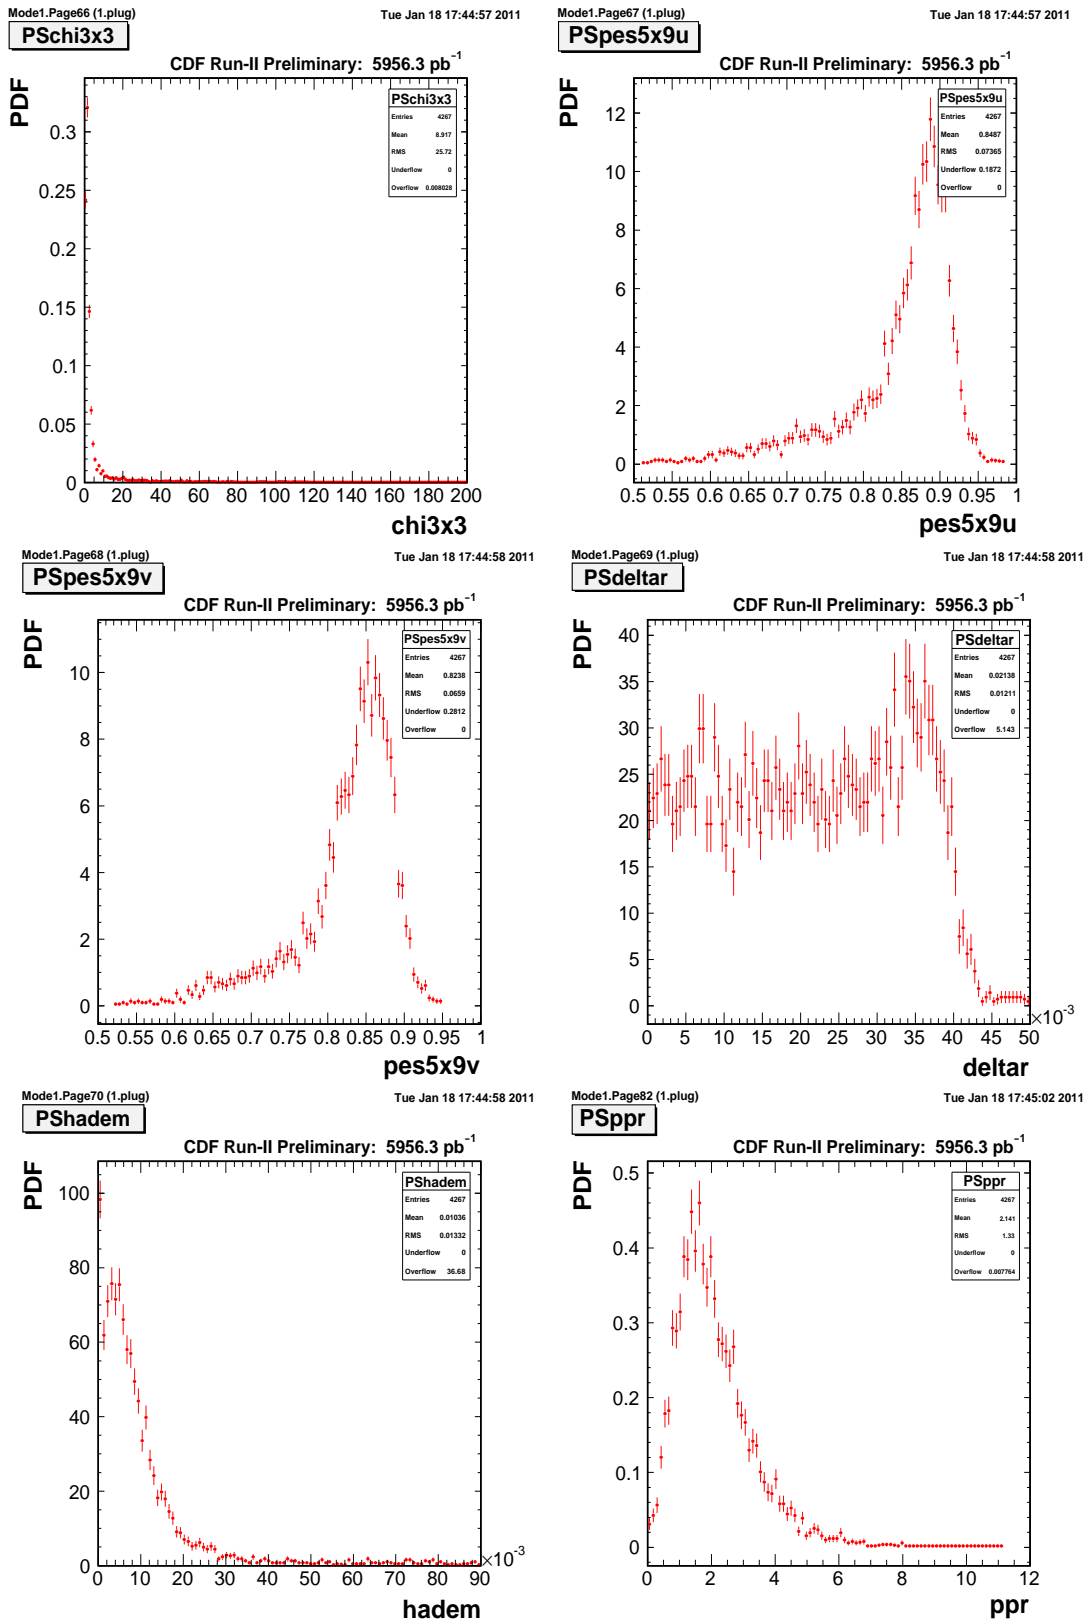 Mode1.Page66 (1.plug)
Tue Jan 18 17:44:57 2011
PSchi3x3
CDF Run-II Preliminary: 5956.3 pb⁻¹
PDF
PSchi3x3
Entries 4267
Mean 8.917
RMS 25.72
Underflow 0
Overflow 0.008028
0.3
0.25
0.2
0.15
0.1
0.05
0
0 20 40 60 80 100 120 140 160 180 200
chi3x3
Mode1.Page67 (1.plug)
Tue Jan 18 17:44:57 2011
PSpes5x9u
CDF Run-II Preliminary: 5956.3 pb⁻¹
PDF
PSpes5x9u
Entries 4267
Mean 0.8487
RMS 0.07365
Underflow 0.1872
Overflow 0
12
10
8
6
4
2
0
0.5 0.55 0.6 0.65 0.7 0.75 0.8 0.85 0.9 0.95 1
pes5x9u
Mode1.Page68 (1.plug)
Tue Jan 18 17:44:58 2011
PSpes5x9v
CDF Run-II Preliminary: 5956.3 pb⁻¹
PDF
PSpes5x9v
Entries 4267
Mean 0.8238
RMS 0.0659
Underflow 0.2812
Overflow 0
10
8
6
4
2
0
0.5 0.55 0.6 0.65 0.7 0.75 0.8 0.85 0.9 0.95 1
pes5x9v
Mode1.Page69 (1.plug)
Tue Jan 18 17:44:58 2011
PSdeltar
CDF Run-II Preliminary: 5956.3 pb⁻¹
PDF
PSdeltar
Entries 4267
Mean 0.02138
RMS 0.01211
Underflow 0
Overflow 5.143
40
35
30
25
20
15
10
5
0
0 5 10 15 20 25 30 35 40 45 50
×10⁻³
deltar
Mode1.Page70 (1.plug)
Tue Jan 18 17:44:58 2011
PShadem
CDF Run-II Preliminary: 5956.3 pb⁻¹
PDF
PShadem
Entries 4267
Mean 0.01036
RMS 0.01332
Underflow 0
Overflow 36.68
100
80
60
40
20
0
0 10 20 30 40 50 60 70 80 90
×10⁻³
hadem
Mode1.Page82 (1.plug)
Tue Jan 18 17:45:02 2011
PSppr
CDF Run-II Preliminary: 5956.3 pb⁻¹
PDF
PSppr
Entries 4267
Mean 2.141
RMS 1.33
Underflow 0
Overflow 0.007764
0.5
0.4
0.3
0.2
0.1
0
0 2 4 6 8 10 12
ppr